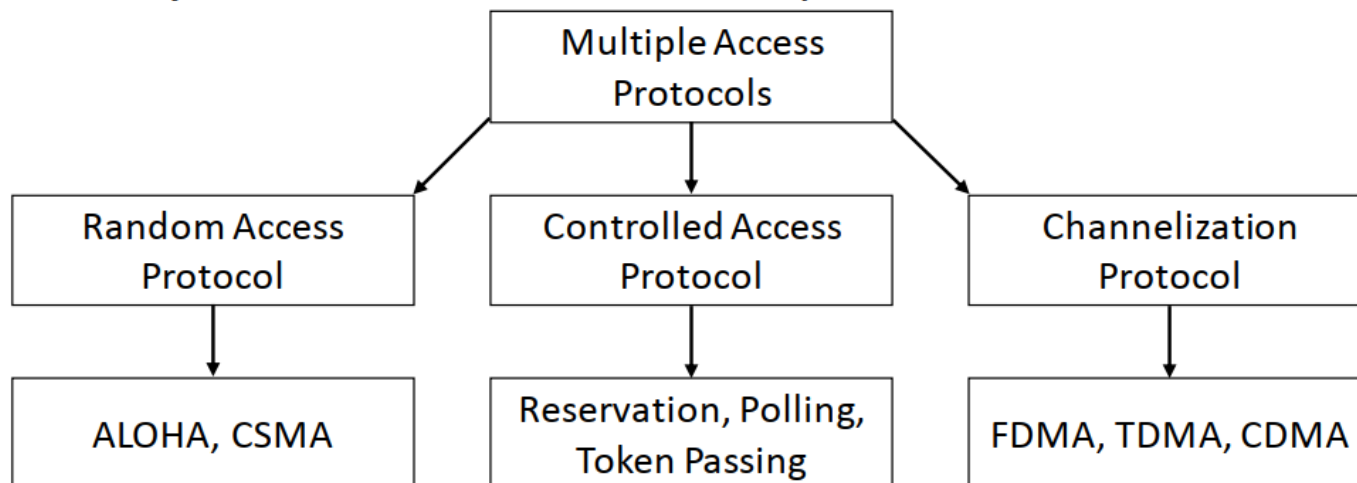 Multiple Access
Protocols
Random Access
Protocol
Controlled Access
Protocol
Channelization
Protocol
ALOHA, CSMA
Reservation, Polling,
Token Passing
FDMA, TDMA, CDMA